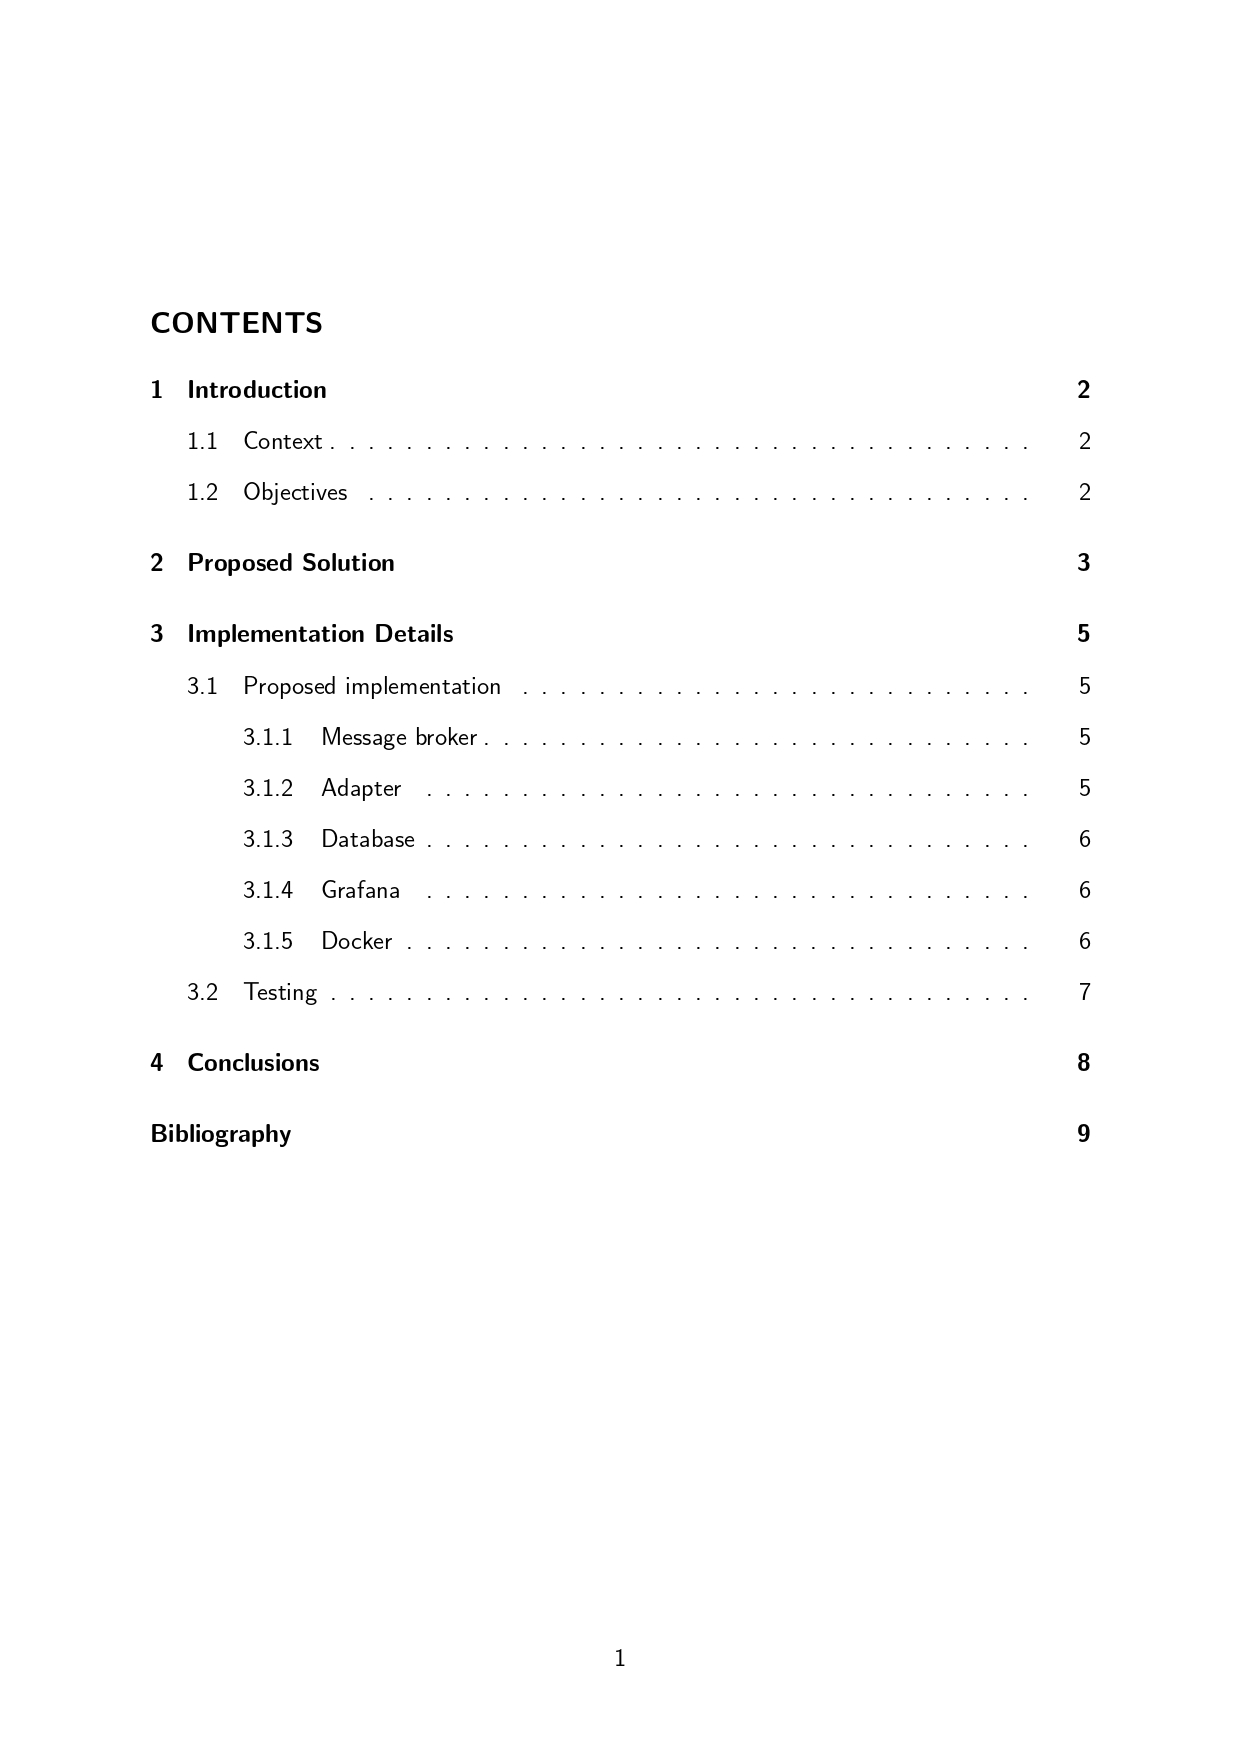 CONTENTS
1 Introduction 2
1.1 Context . . . . . . . . . . . . . . . . . . . . . . . . . . . . . . . . . . . . . 2
1.2 Objectives . . . . . . . . . . . . . . . . . . . . . . . . . . . . . . . . . . . 2
2 Proposed Solution 3
3 Implementation Details 5
3.1 Proposed implementation . . . . . . . . . . . . . . . . . . . . . . . . . . . 5
3.1.1 Message broker . . . . . . . . . . . . . . . . . . . . . . . . . . . . . 5
3.1.2 Adapter . . . . . . . . . . . . . . . . . . . . . . . . . . . . . . . . 5
3.1.3 Database . . . . . . . . . . . . . . . . . . . . . . . . . . . . . . . . 6
3.1.4 Grafana . . . . . . . . . . . . . . . . . . . . . . . . . . . . . . . . 6
3.1.5 Docker . . . . . . . . . . . . . . . . . . . . . . . . . . . . . . . . . 6
3.2 Testing . . . . . . . . . . . . . . . . . . . . . . . . . . . . . . . . . . . . . 7
4 Conclusions 8
Bibliography 9
1